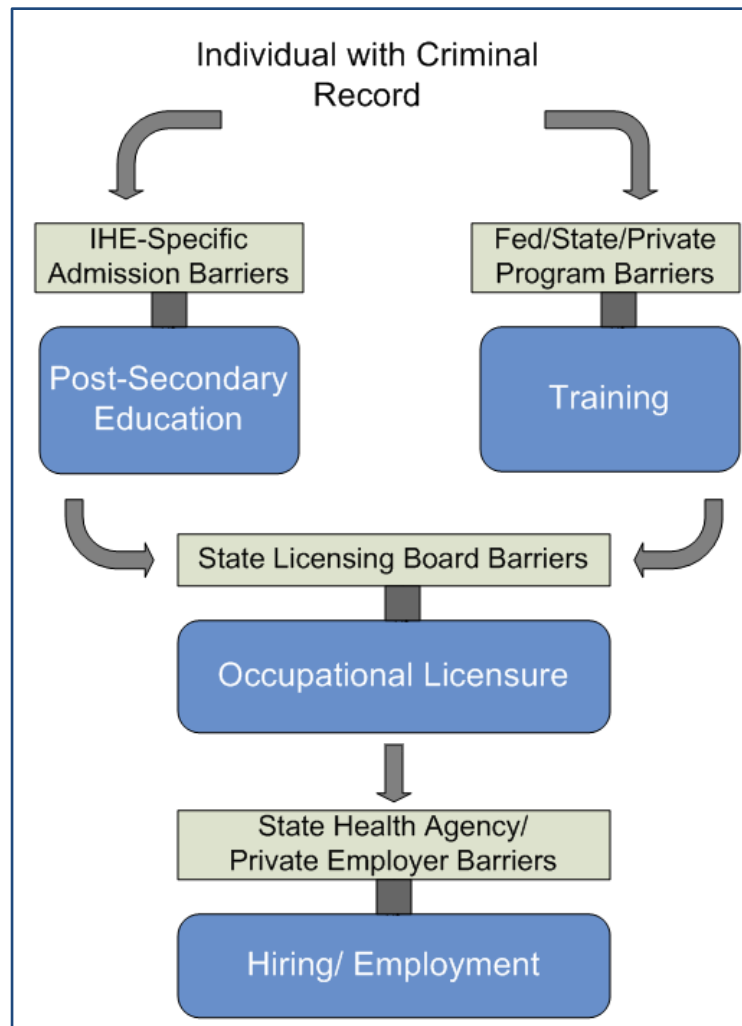 Individual with Criminal
Record
IHE-Specific
Admission Barriers
Fed/State/Private
Program Barriers
Post-Secondary
Education
Training
State Licensing Board Barriers
Occupational Licensure
State Health Agency/
Private Employer Barriers
Hiring/ Employment